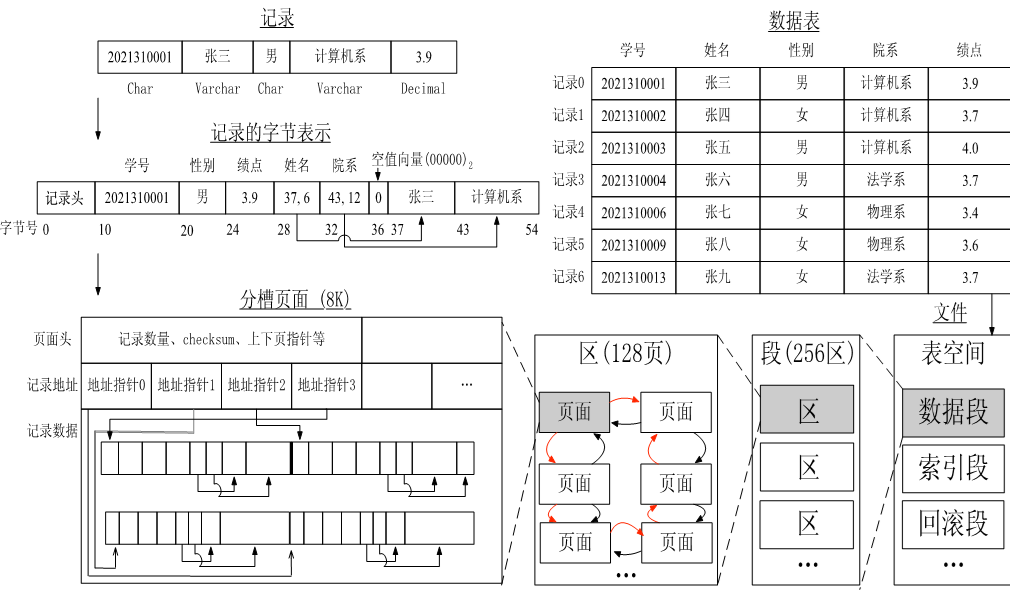 记录
2021310001 张三 男 计算机系 3.9
Char Varchar Char Varchar Decimal
记录的字节表示
学号 性别 绩点 姓名 院系 空值向量(00000)2
记录头 2021310001 男 3.9 37,6 43,12 0 张三 计算机系
字节号 0 10 20 24 28 32 36 37 43 54
分槽页面 (8K)
页面头 记录数量、checksum、上下页指针等
记录地址 地址指针0 地址指针1 地址指针2 地址指针3 …
记录数据
数据表
学号 姓名 性别 院系 绩点
记录0 2021310001 张三 男 计算机系 3.9
记录1 2021310002 张四 女 计算机系 3.7
记录2 2021310003 张五 男 计算机系 4.0
记录3 2021310004 张六 男 法学系 3.7
记录4 2021310006 张七 女 物理系 3.4
记录5 2021310009 张八 女 物理系 3.6
记录6 2021310013 张九 女 法学系 3.7
文件
区(128页)
页面 页面
页面 页面
页面 页面
…
段(256区)
区
区
区
…
表空间
数据段
索引段
回滚段
…